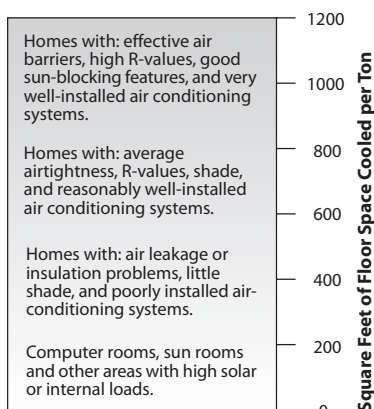 Homes with: effective air
barriers, high R-values, good
sun-blocking features, and very
well-installed air conditioning
systems.
Homes with: average
airtightness, R-values, shade,
and reasonably well-installed
air conditioning systems.
Homes with: air leakage or
insulation problems, little
shade, and poorly installed air-
conditioning systems.
Computer rooms, sun rooms
and other areas with high solar
or internal loads.
1200
1000
800
600
400
200
0
Square Feet of Floor Space Cooled per Ton